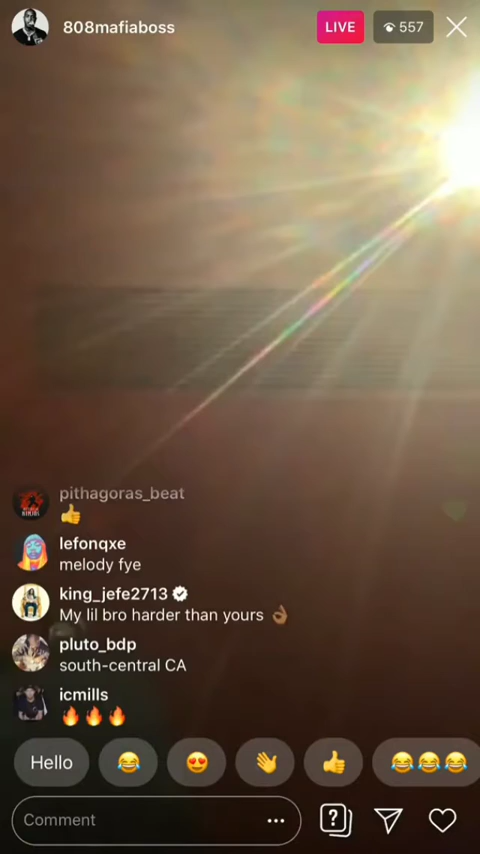 808mafiaboss
LIVE
557
pithagoras_beat
👍
lefonqxe
melody fye
king_jefe2713
My lil bro harder than yours 👌🏾
pluto_bdp
south-central CA
icmills
🔥🔥🔥
Hello 😂 😍 👋 👍 😂😂😂
Comment